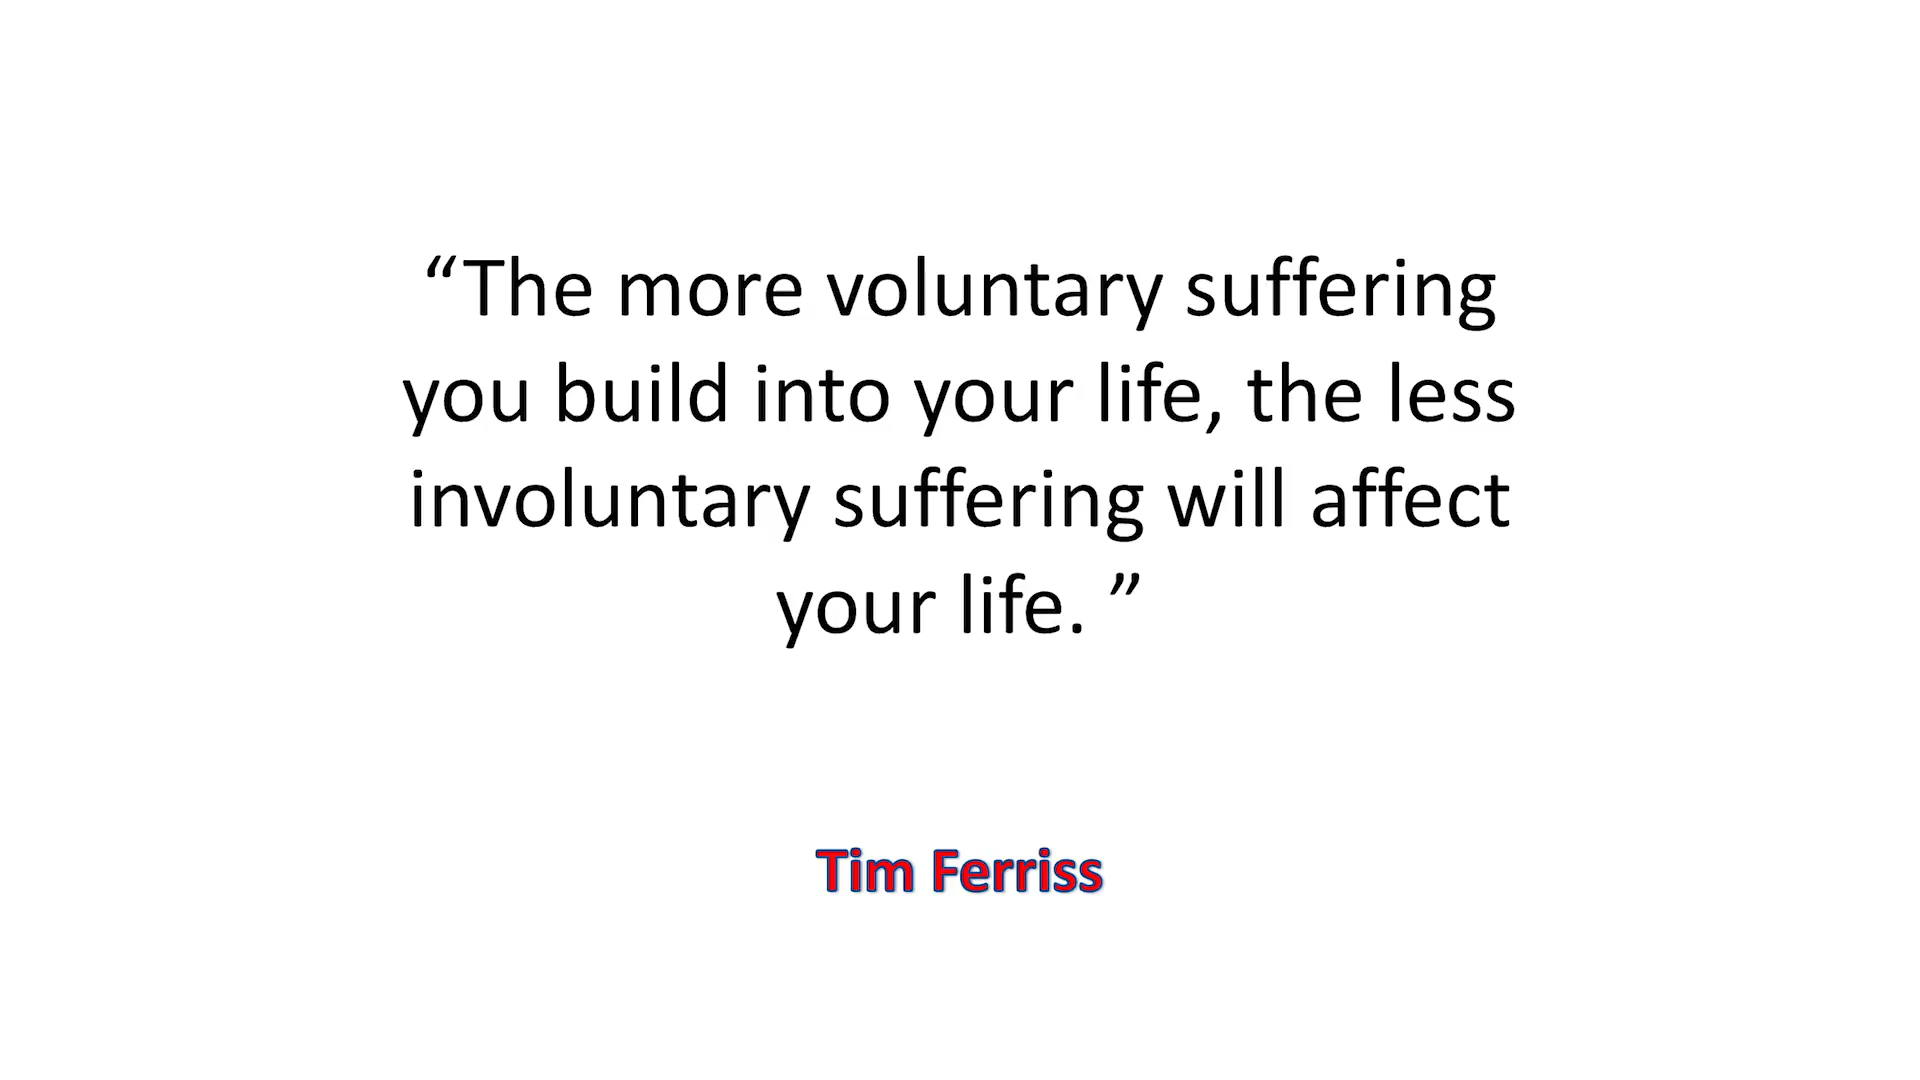 “The more voluntary suffering
you build into your life, the less
involuntary suffering will affect
your life. ”
Tim Ferriss